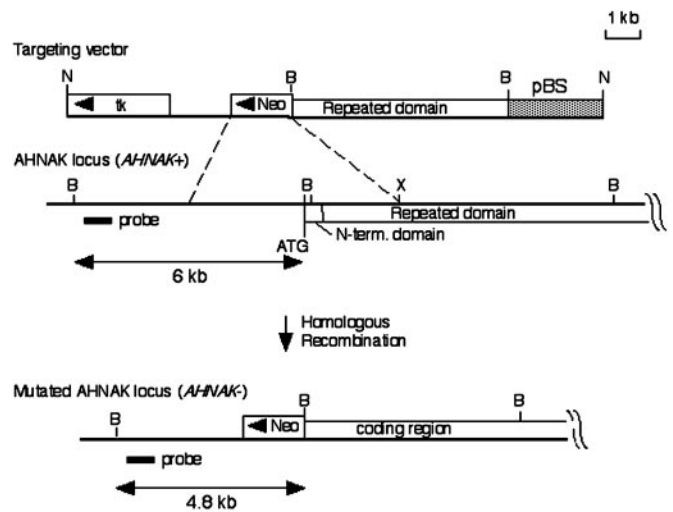 1 kb
Targeting vector
N B B pBS N
tk Neo Repeated domain
AHNAK locus (AHNAK+)
B B X B
probe Repeated domain
ATG N-term. domain
6 kb
Homologous
Recombination
Mutated AHNAK locus (AHNAK-)
B B B
Neo coding region
probe
4.8 kb